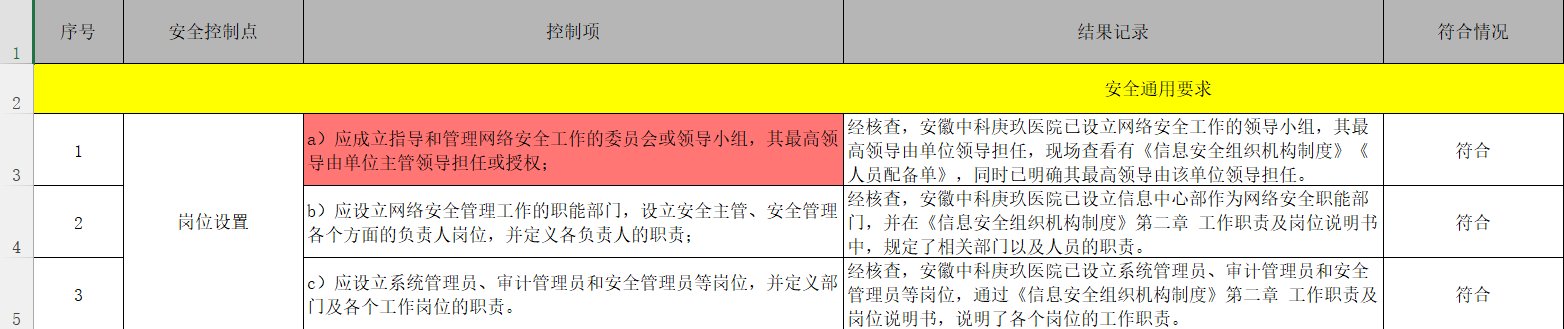 序号 安全控制点 控制项 结果记录 符合情况
1
2
安全通用要求
3
1
岗位设置
a）应成立指导和管理网络安全工作的委员会或领导小组，其最高领
导由单位主管领导担任或授权；
经核查，安徽中科庚玖医院已设立网络安全工作的领导小组，其最
高领导由单位领导担任，现场查看有《信息安全组织机构制度》《
人员配备单》，同时已明确其最高领导由该单位领导担任。
符合
4
2
b）应设立网络安全管理工作的职能部门，设立安全主管、安全管理
各个方面的负责人岗位，并定义各负责人的职责；
经核查，安徽中科庚玖医院已设立信息中心部作为网络安全职能部
门，并在《信息安全组织机构制度》第二章 工作职责及岗位说明书
中，规定了相关部门以及人员的职责。
符合
5
3
c）应设立系统管理员、审计管理员和安全管理员等岗位，并定义部
门及各个工作岗位的职责。
经核查，安徽中科庚玖医院已设立系统管理员、审计管理员和安全
管理员等岗位，通过《信息安全组织机构制度》第二章 工作职责及
岗位说明书，说明了各个岗位的工作职责。
符合